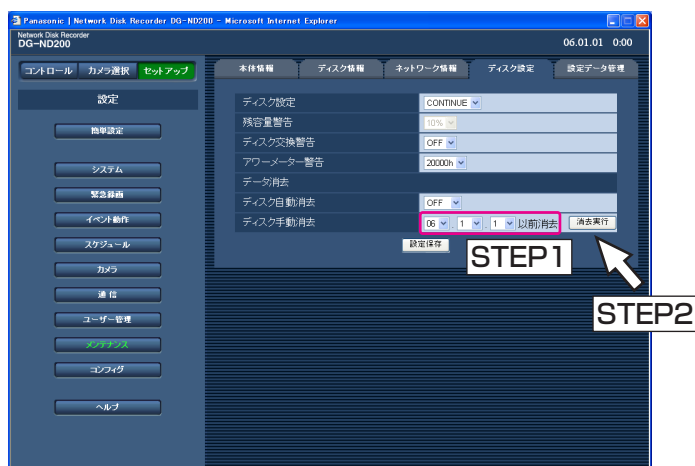 Panasonic | Network Disk Recorder DG-ND200 - Microsoft Internet Explorer
Network Disk Recorder
DG-ND200
06.01.01 0:00
コントロール カメラ選択 セットアップ
本体情報 ディスク情報 ネットワーク情報 ディスク設定 設定データ管理
設定
簡単設定
システム
緊急録画
イベント動作
スケジュール
カメラ
通信
ユーザー管理
メンテナンス
コンフィグ
ヘルプ
ディスク設定 CONTINUE
残容量警告 10%
ディスク交換警告 OFF
アワーメーター警告 20000h
データ消去
ディスク自動消去 OFF
ディスク手動消去 06 . 1 . 1 以前消去 消去実行
設定保存
STEP1
STEP2